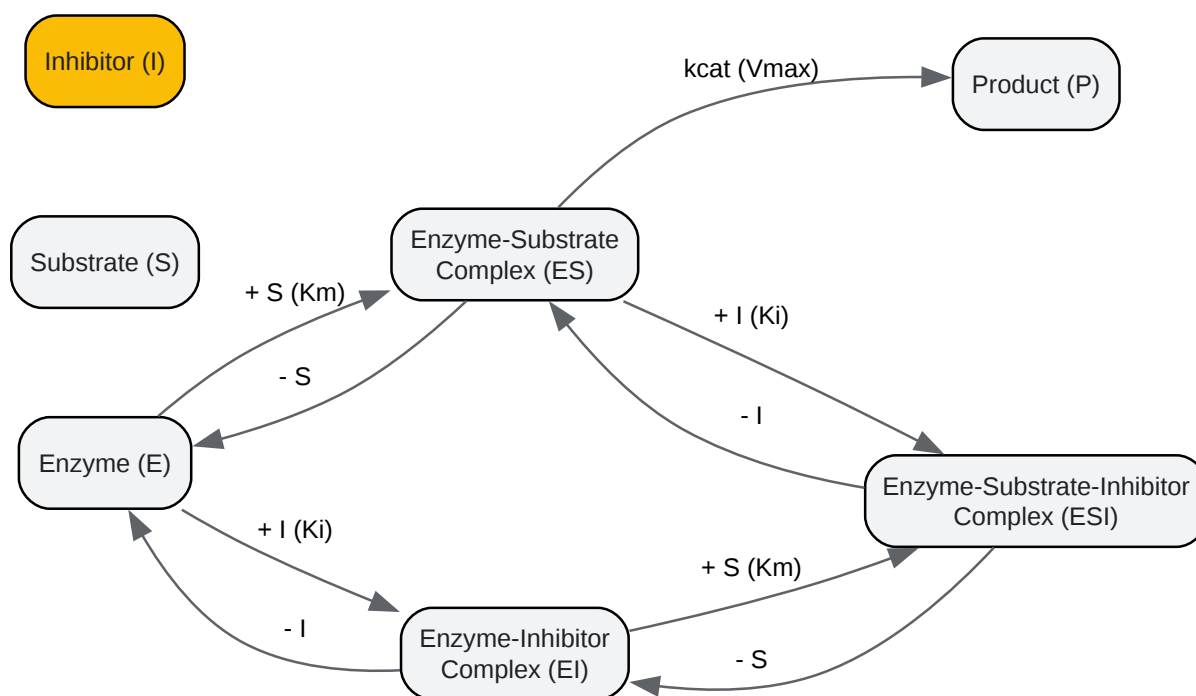 Inhibitor (I)
kcat (Vmax)
Product (P)
Substrate (S)
Enzyme-Substrate
Complex (ES)
+ S (Km)
+ I (Ki)
- S
- I
Enzyme (E)
Enzyme-Substrate-Inhibitor
Complex (ESI)
+ I (Ki)
+ S (Km)
- I
Enzyme-Inhibitor
Complex (EI)
- S